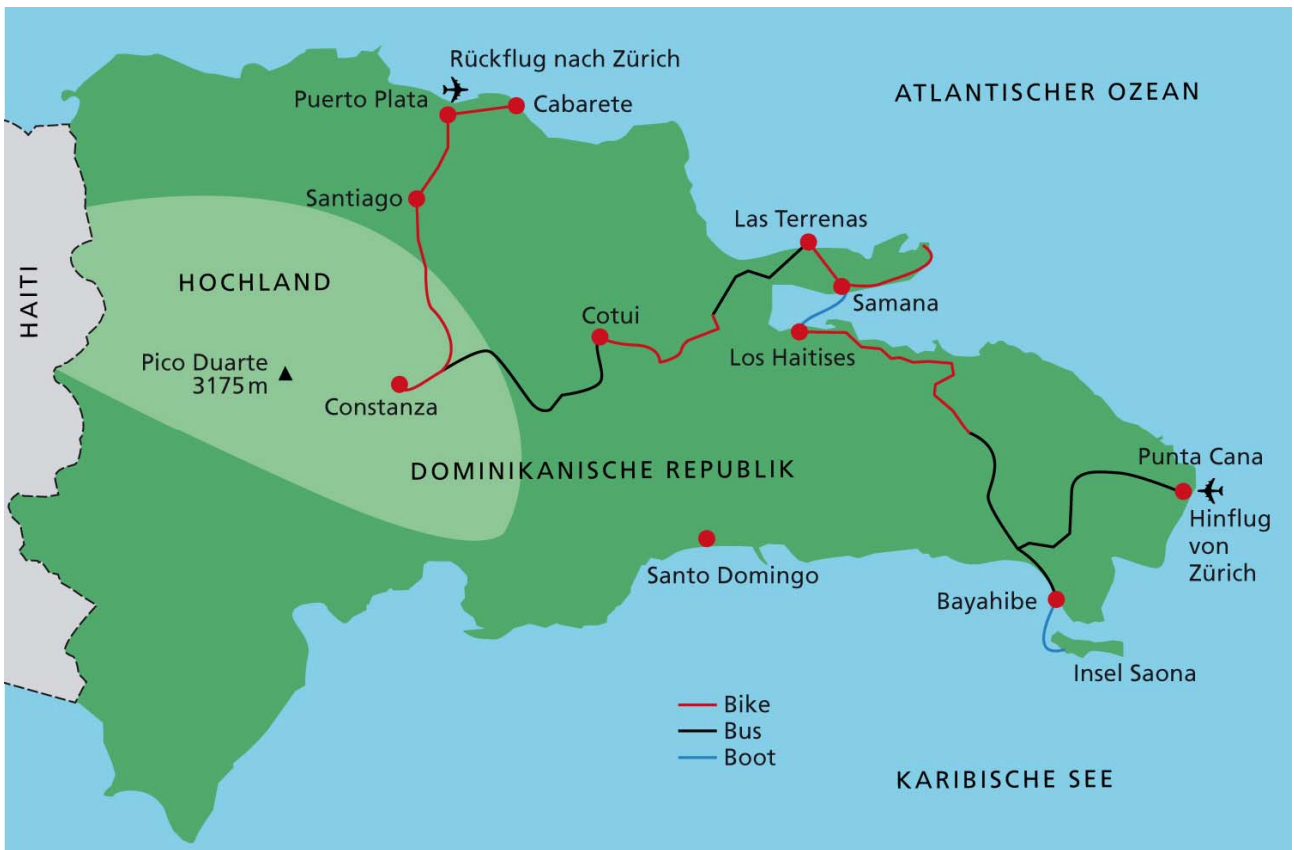 Rückflug nach Zürich
Puerto Plata
Cabarete
ATLANTISCHER OZEAN
Santiago
Las Terrenas
HAITI
HOCHLAND
Samana
Cotui
Los Haitises
Pico Duarte
3175 m
Constanza
DOMINIKANISCHE REPUBLIK
Punta Cana
Hinflug
von
Zürich
Santo Domingo
Bayahibe
Insel Saona
Bike
Bus
Boot
KARIBISCHE SEE